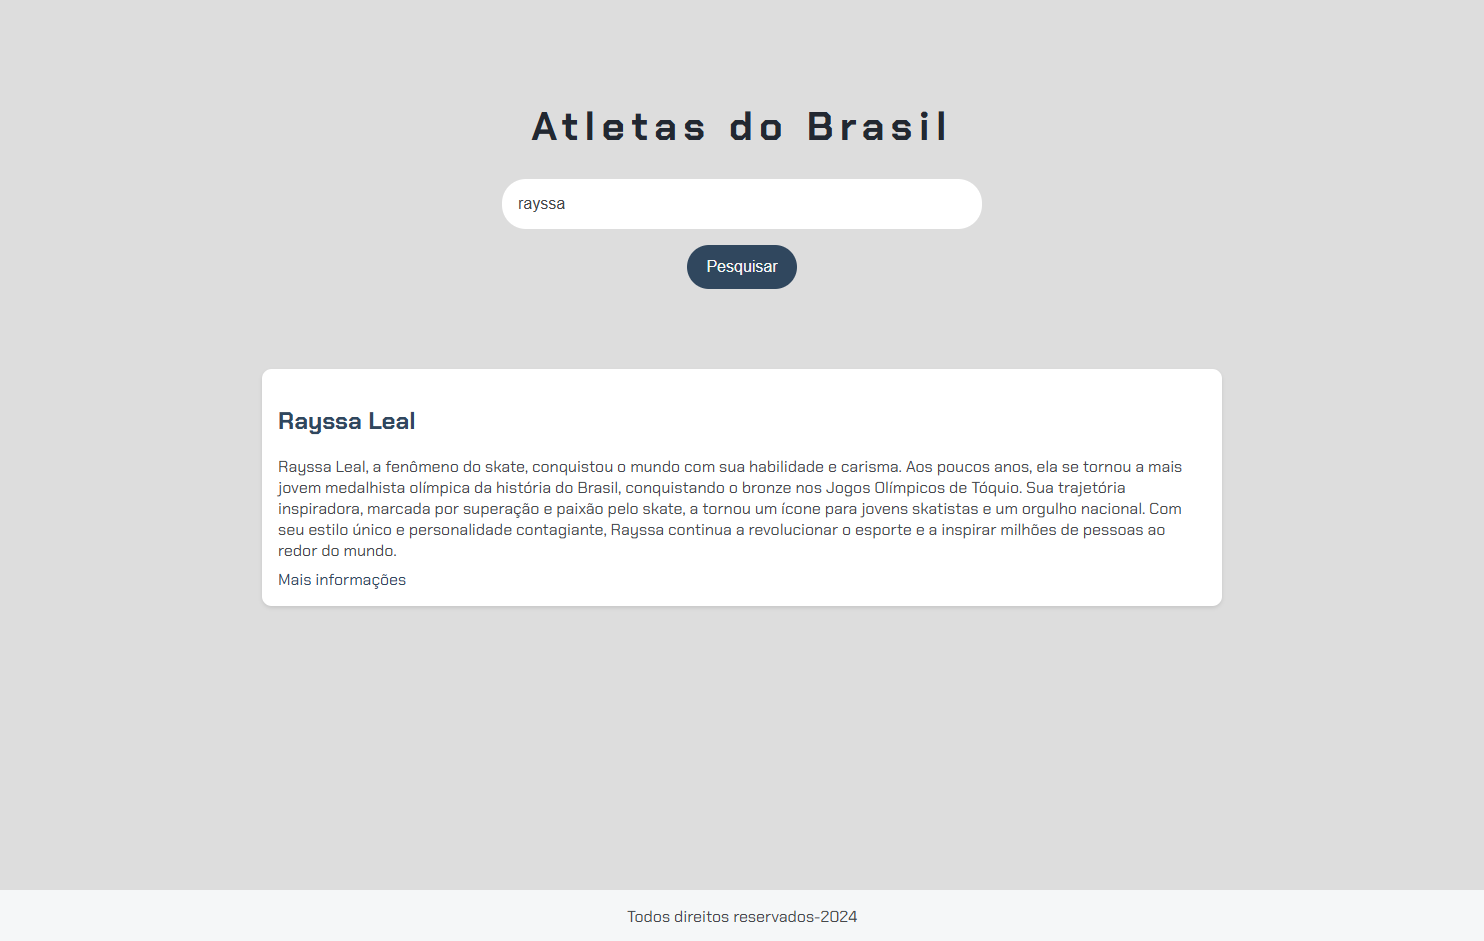 Atletas do Brasil
rayssa
Pesquisar
Rayssa Leal
Rayssa Leal, a fenômeno do skate, conquistou o mundo com sua habilidade e carisma. Aos poucos anos, ela se tornou a mais
jovem medalhista olímpica da história do Brasil, conquistando o bronze nos Jogos Olímpicos de Tóquio. Sua trajetória
inspiradora, marcada por superação e paixão pelo skate, a tornou um ícone para jovens skatistas e um orgulho nacional. Com
seu estilo único e personalidade contagiante, Rayssa continua a revolucionar o esporte e a inspirar milhões de pessoas ao
redor do mundo.
Mais informações
Todos direitos reservados-2024